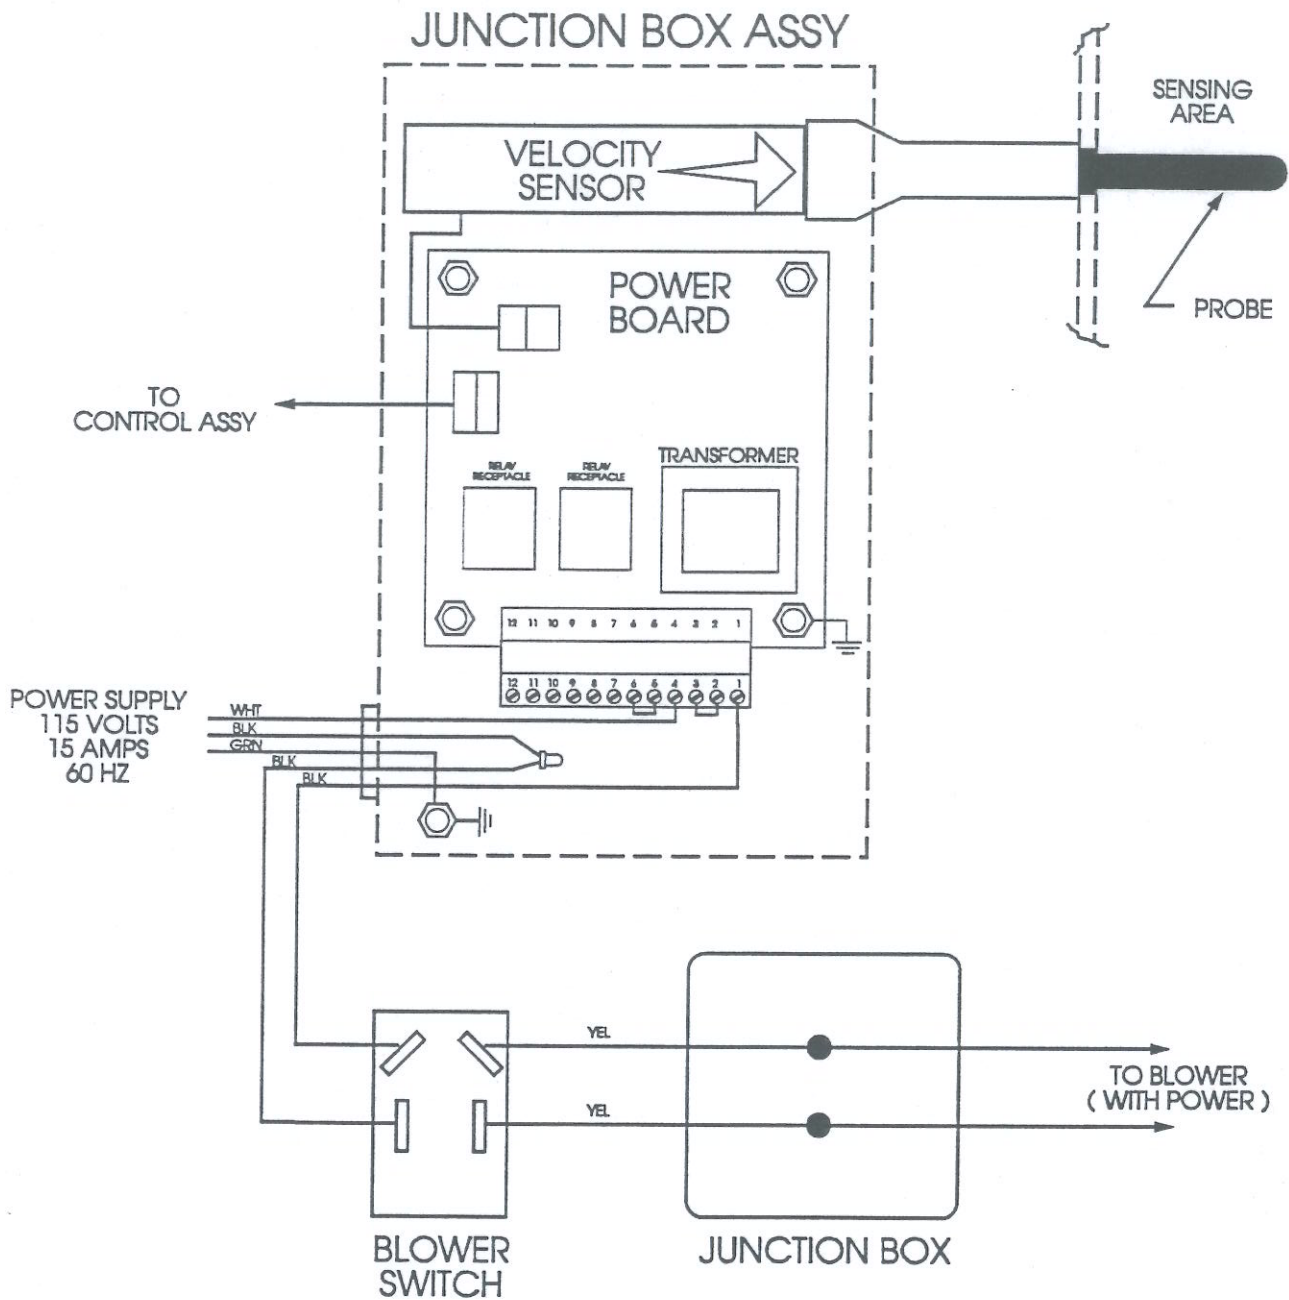 JUNCTION BOX ASSY
SENSING
AREA
VELOCITY
SENSOR
PROBE
POWER
BOARD
TO
CONTROL ASSY
RELAY
RECEPTACLE
RELAY
RECEPTACLE
TRANSFORMER
12 11 10 9 8 7 6 5 4 3 2 1
12 11 10 9 8 7 6 5 4 3 2 1
POWER SUPPLY
115 VOLTS
15 AMPS
60 HZ
WHT
BLK
GRN
BLK
BLK
YEL
YEL
TO BLOWER
( WITH POWER )
BLOWER
SWITCH
JUNCTION BOX